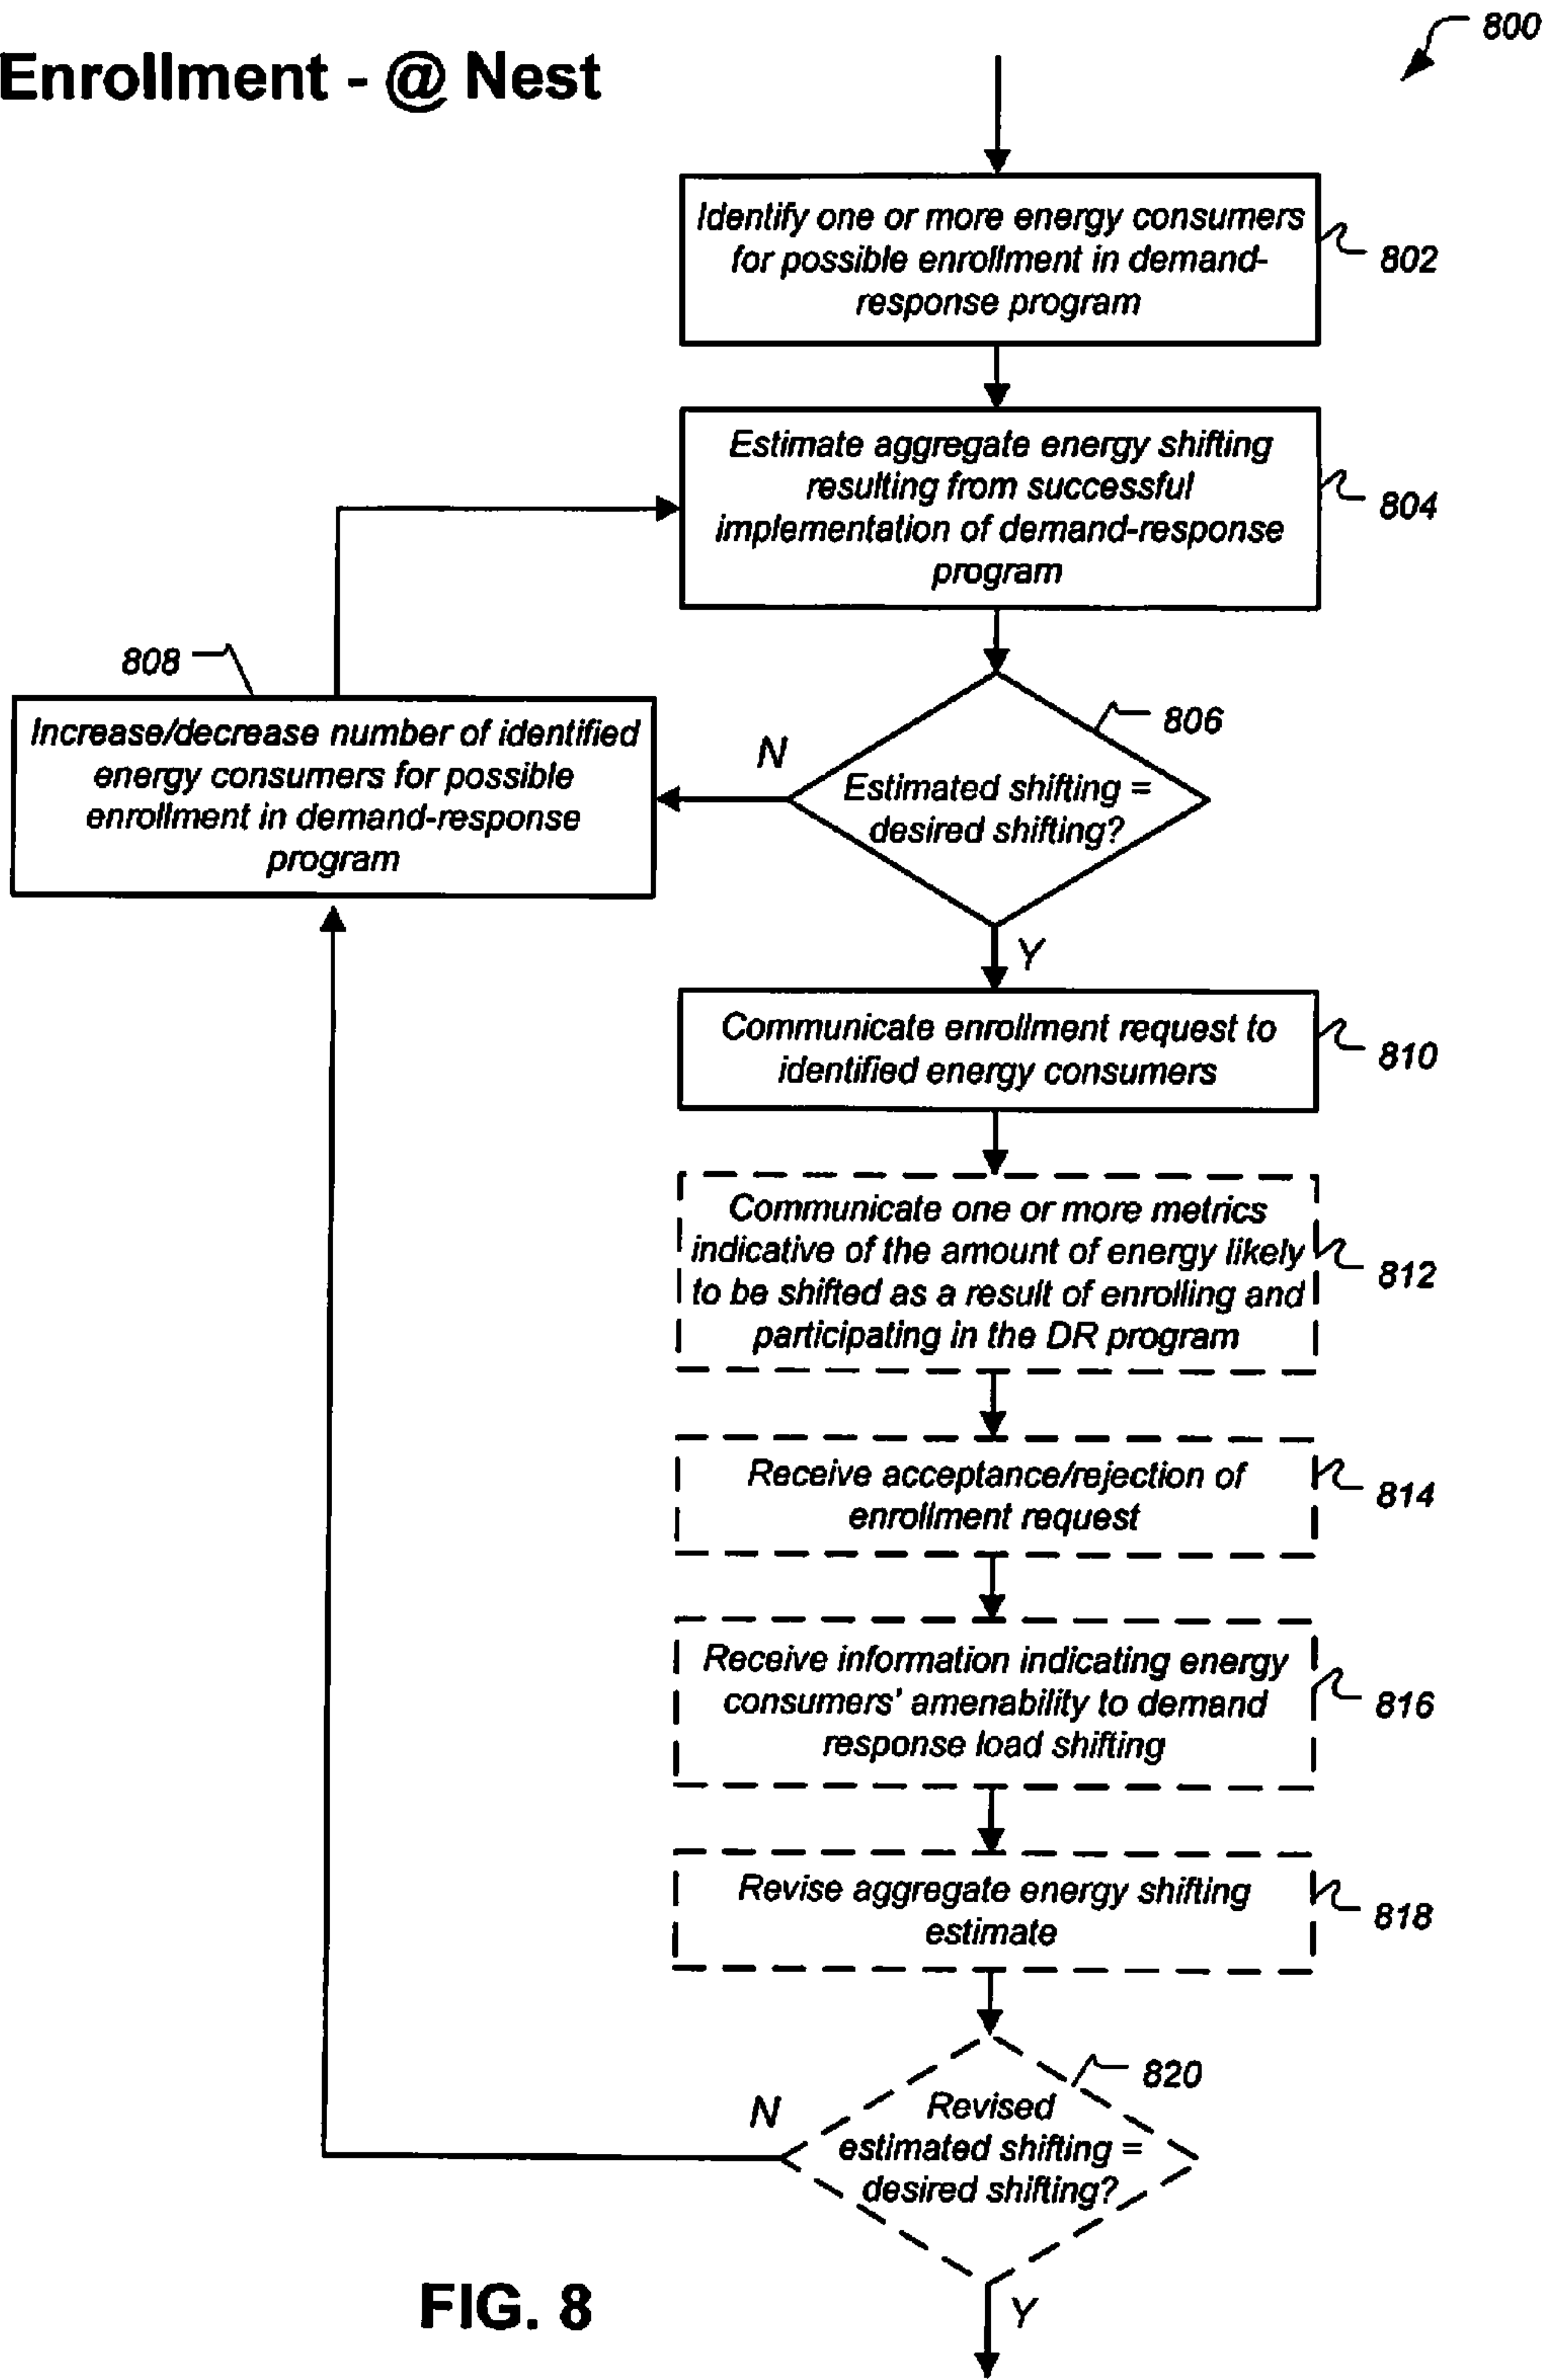 Enrollment - @ Nest
800
Identify one or more energy consumers
for possible enrollment in demand-
response program
802
Estimate aggregate energy shifting
resulting from successful
implementation of demand-response
program
804
808
Increase/decrease number of identified
energy consumers for possible
enrollment in demand-response
program
N
806
Estimated shifting =
desired shifting?
Y
Communicate enrollment request to
identified energy consumers
810
Communicate one or more metrics
indicative of the amount of energy likely
to be shifted as a result of enrolling and
participating in the DR program
812
Receive acceptance/rejection of
enrollment request
814
Receive information indicating energy
consumers' amenability to demand
response load shifting
816
Revise aggregate energy shifting
estimate
818
820
N
Revised
estimated shifting =
desired shifting?
Y
FIG. 8